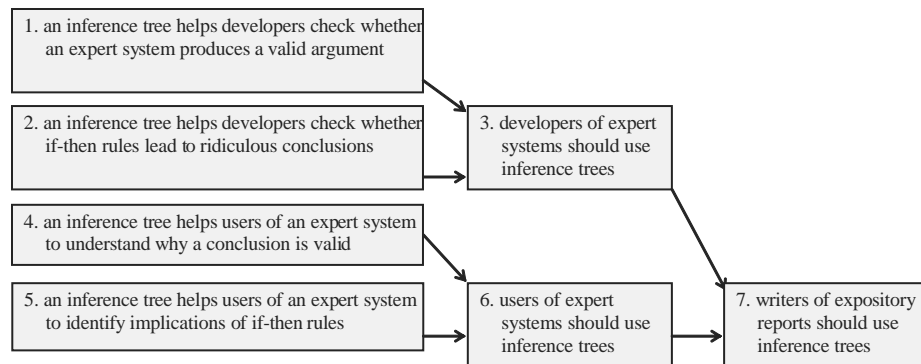 1. an inference tree helps developers check whether
an expert system produces a valid argument
2. an inference tree helps developers check whether
if-then rules lead to ridiculous conclusions
3. developers of expert
systems should use
inference trees
4. an inference tree helps users of an expert system
to understand why a conclusion is valid
5. an inference tree helps users of an expert system
to identify implications of if-then rules
6. users of expert
systems should use
inference trees
7. writers of expository
reports should use
inference trees